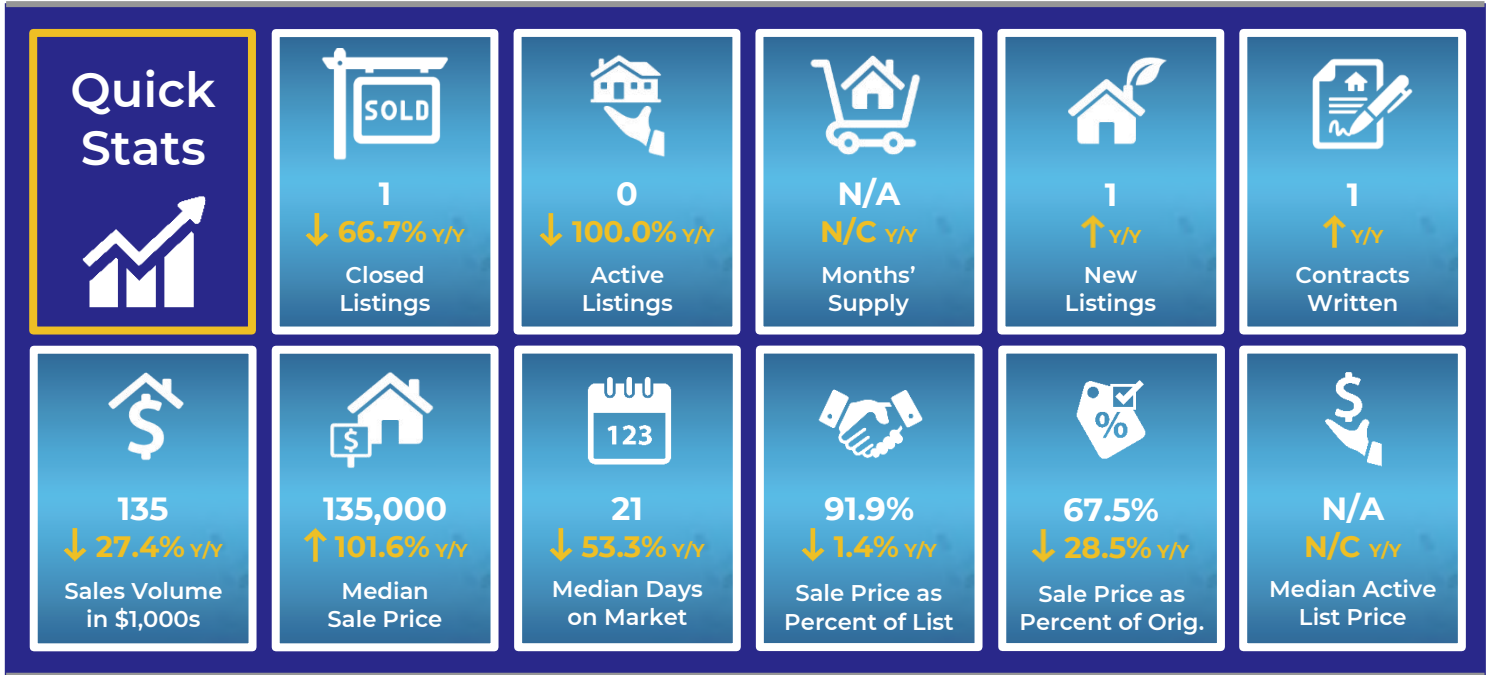 Quick
Stats
SOLD
1
↓ 66.7% Y/Y
Closed
Listings
0
↓ 100.0% Y/Y
Active
Listings
N/A
N/C Y/Y
Months’
Supply
1
↑ Y/Y
New
Listings
1
↑ Y/Y
Contracts
Written
$
135
↓ 27.4% Y/Y
Sales Volume
in $1,000s
$
135,000
↑ 101.6% Y/Y
Median
Sale Price
123
21
↓ 53.3% Y/Y
Median Days
on Market
91.9%
↓ 1.4% Y/Y
Sale Price as
Percent of List
%
67.5%
↓ 28.5% Y/Y
Sale Price as
Percent of Orig.
$
N/A
N/C Y/Y
Median Active
List Price